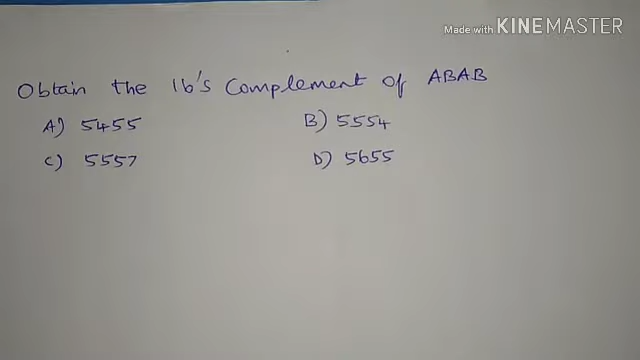 Made with KINEMASTER
Obtain the 16's Complement of ABAB
A) 5455 B) 5554
C) 5557 D) 5655